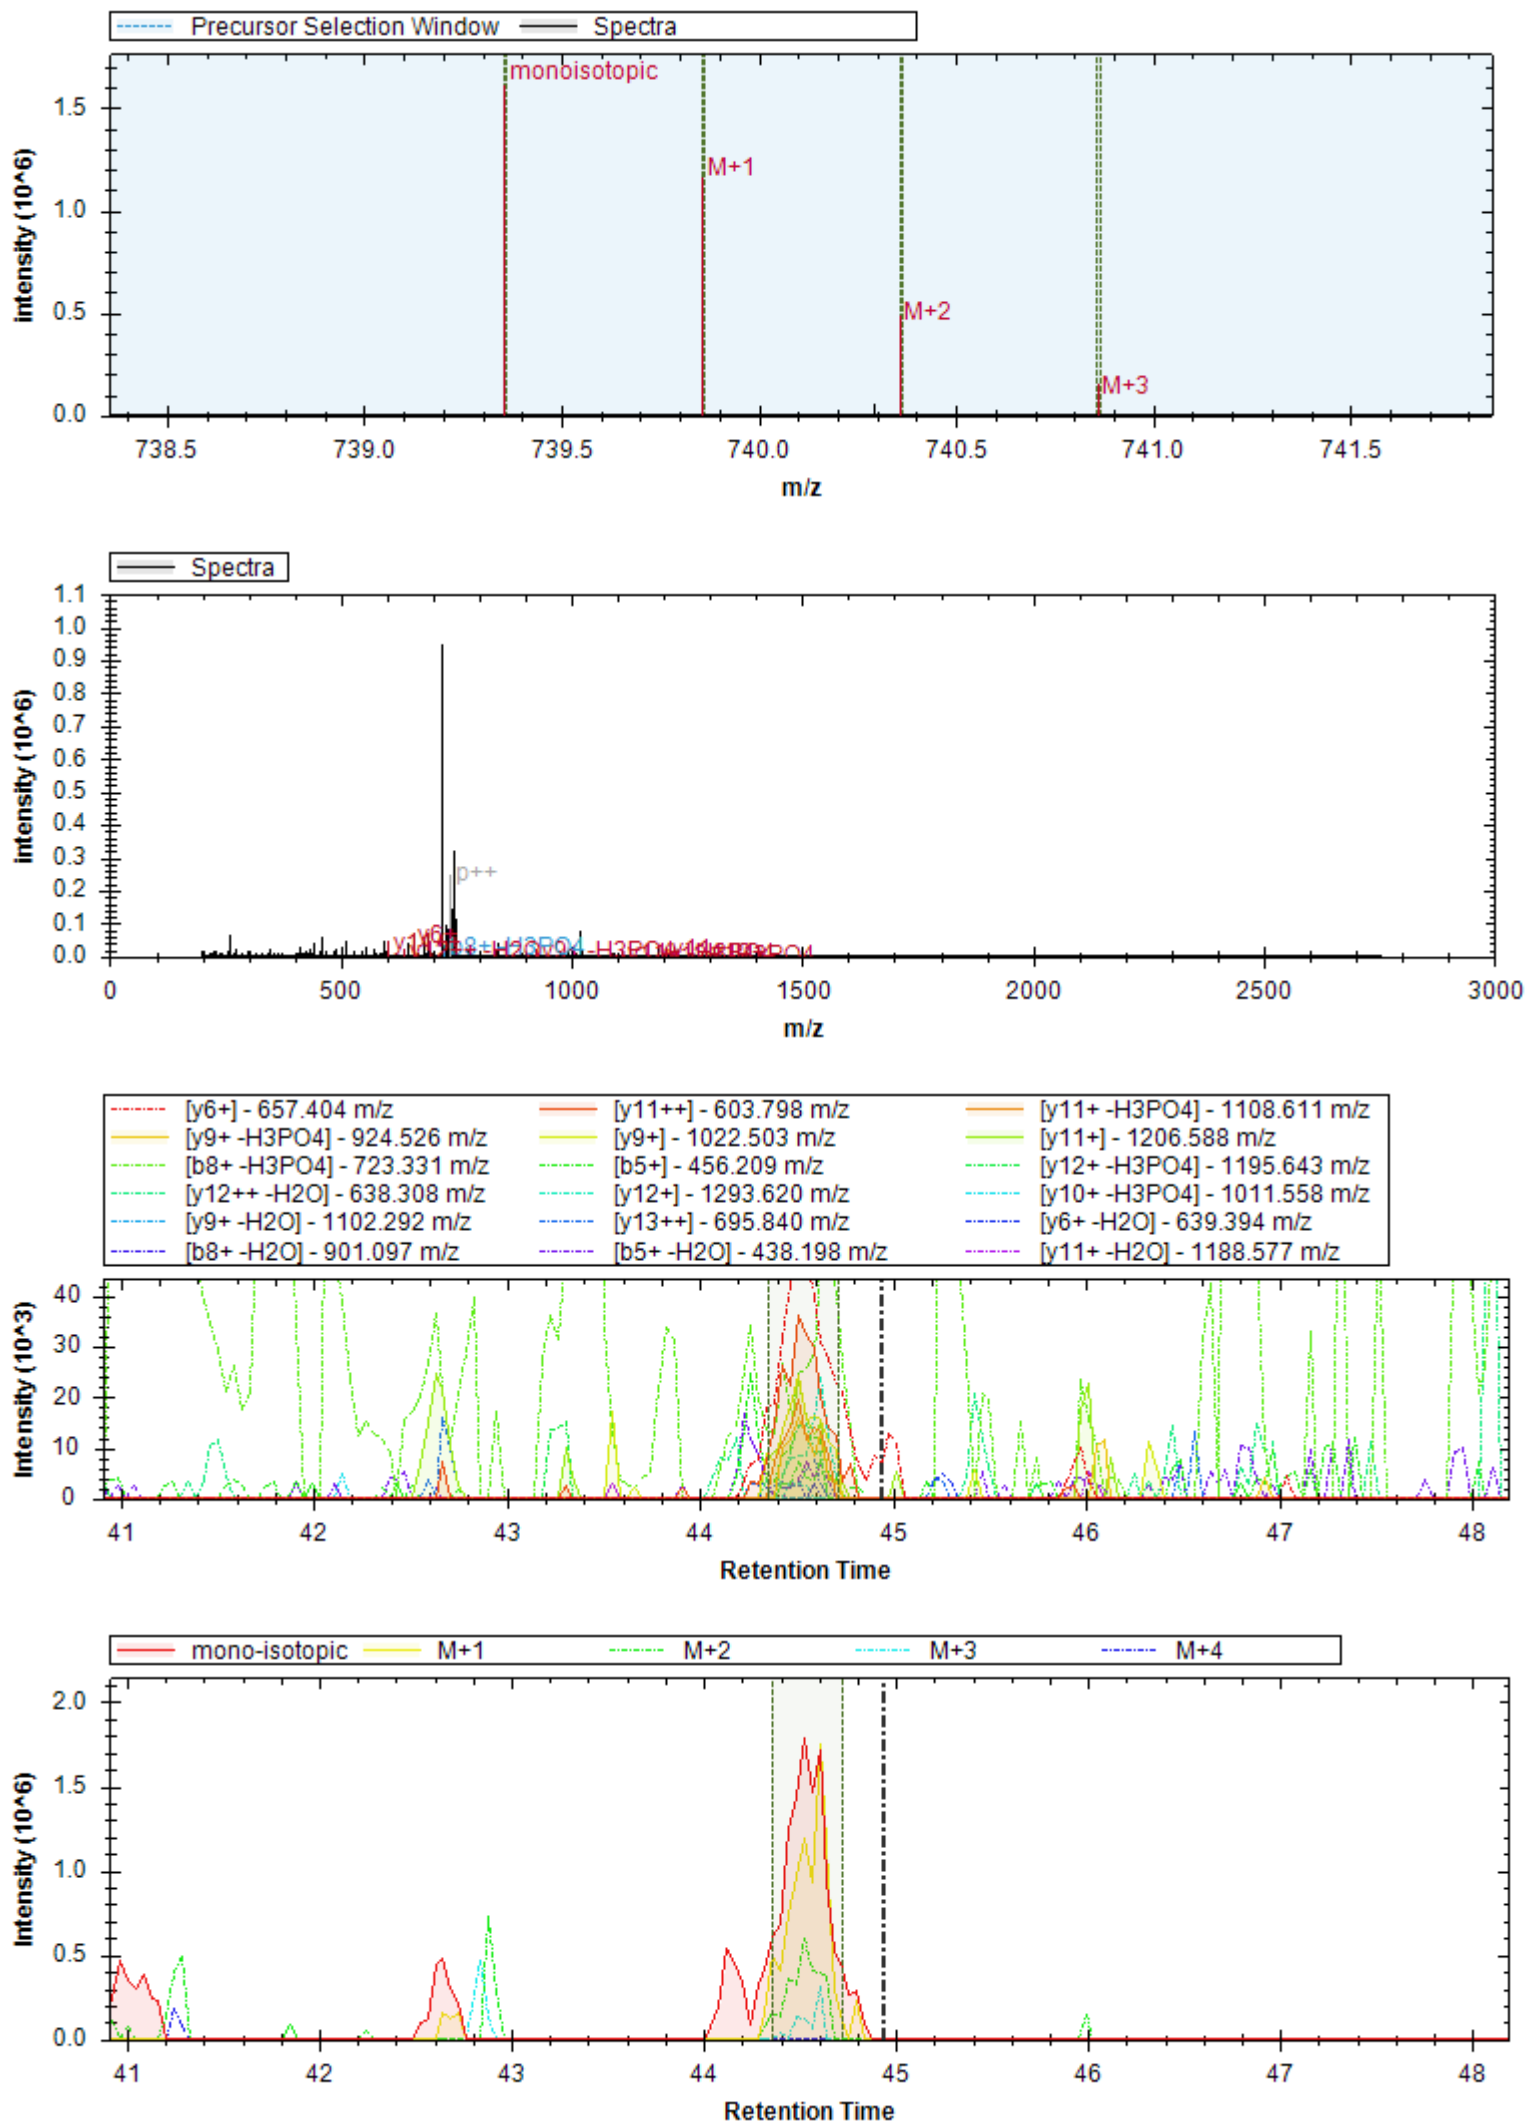 Precursor Selection Window Spectra
monoisotopic
M+1
M+2
M+3
intensity (10^6)
1.5
1.0
0.5
0.0
738.5 739.0 739.5 740.0 740.5 741.0 741.5
m/z
Spectra
1.1
1.0
0.9
0.8
0.7
0.6
0.5
0.4
0.3
0.2
0.1
0.0
intensity (10^6)
p++
y6+
0 500 1000 1500 2000 2500 3000
m/z
[y6+] - 657.404 m/z [y11++] - 603.798 m/z [y11+ -H3PO4] - 1108.611 m/z
[y9+ -H3PO4] - 924.526 m/z [y9+] - 1022.503 m/z [y11+] - 1206.588 m/z
[b8+ -H3PO4] - 723.331 m/z [b5+] - 456.209 m/z [y12+ -H3PO4] - 1195.643 m/z
[y12++ -H2O] - 638.308 m/z [y12+] - 1293.620 m/z [y10+ -H3PO4] - 1011.558 m/z
[y9+ -H2O] - 1102.292 m/z [y13++] - 695.840 m/z [y6+ -H2O] - 639.394 m/z
[b8+ -H2O] - 901.097 m/z [b5+ -H2O] - 438.198 m/z [y11+ -H2O] - 1188.577 m/z
40
30
20
10
0
Intensity (10^3)
41 42 43 44 45 46 47 48
Retention Time
mono-isotopic M+1 M+2 M+3 M+4
2.0
1.5
1.0
0.5
0.0
Intensity (10^6)
41 42 43 44 45 46 47 48
Retention Time